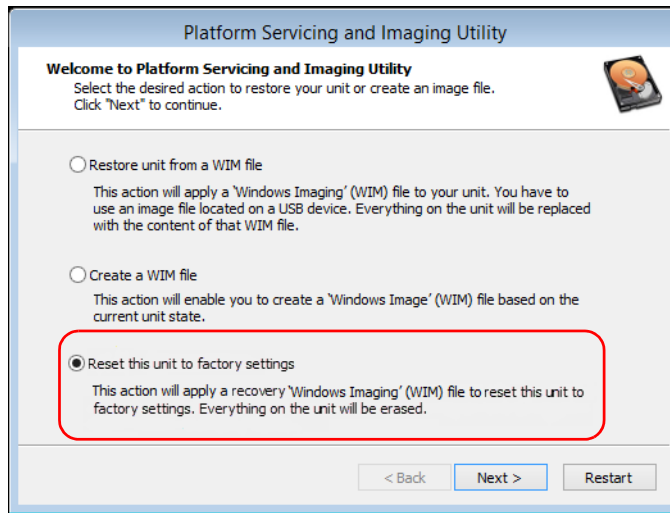 Platform Servicing and Imaging Utility
Welcome to Platform Servicing and Imaging Utility
Select the desired action to restore your unit or create an image file.
Click "Next" to continue.
Restore unit from a WIM file
This action will apply a ‘Windows Imaging’ (WIM) file to your unit. You have to
use an image file located on a USB device. Everything on the unit will be replaced
with the content of that WIM file.
Create a WIM file
This action will enable you to create a ‘Windows Image’ (WIM) file based on the
current unit state.
Reset this unit to factory settings
This action will apply a recovery ‘Windows Imaging’ (WIM) file to reset this unit to
factory settings. Everything on the unit will be erased.
< Back
Next >
Restart